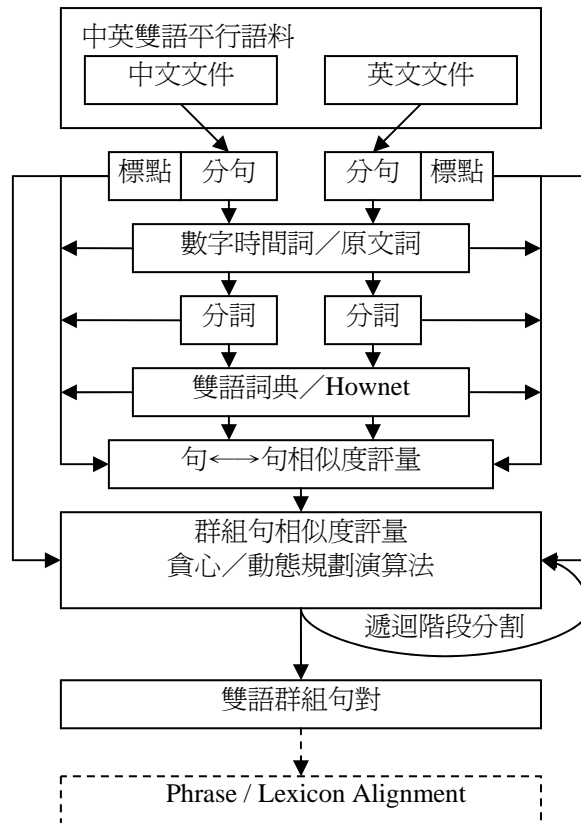 中英雙語平行語料
中文文件
英文文件
標點
分句
分句
標點
數字時間詞／原文詞
分詞
分詞
雙語詞典／Hownet
句←→句相似度評量
群組句相似度評量
貪心／動態規劃演算法
遞迴階段分割
雙語群組句對
Phrase / Lexicon Alignment